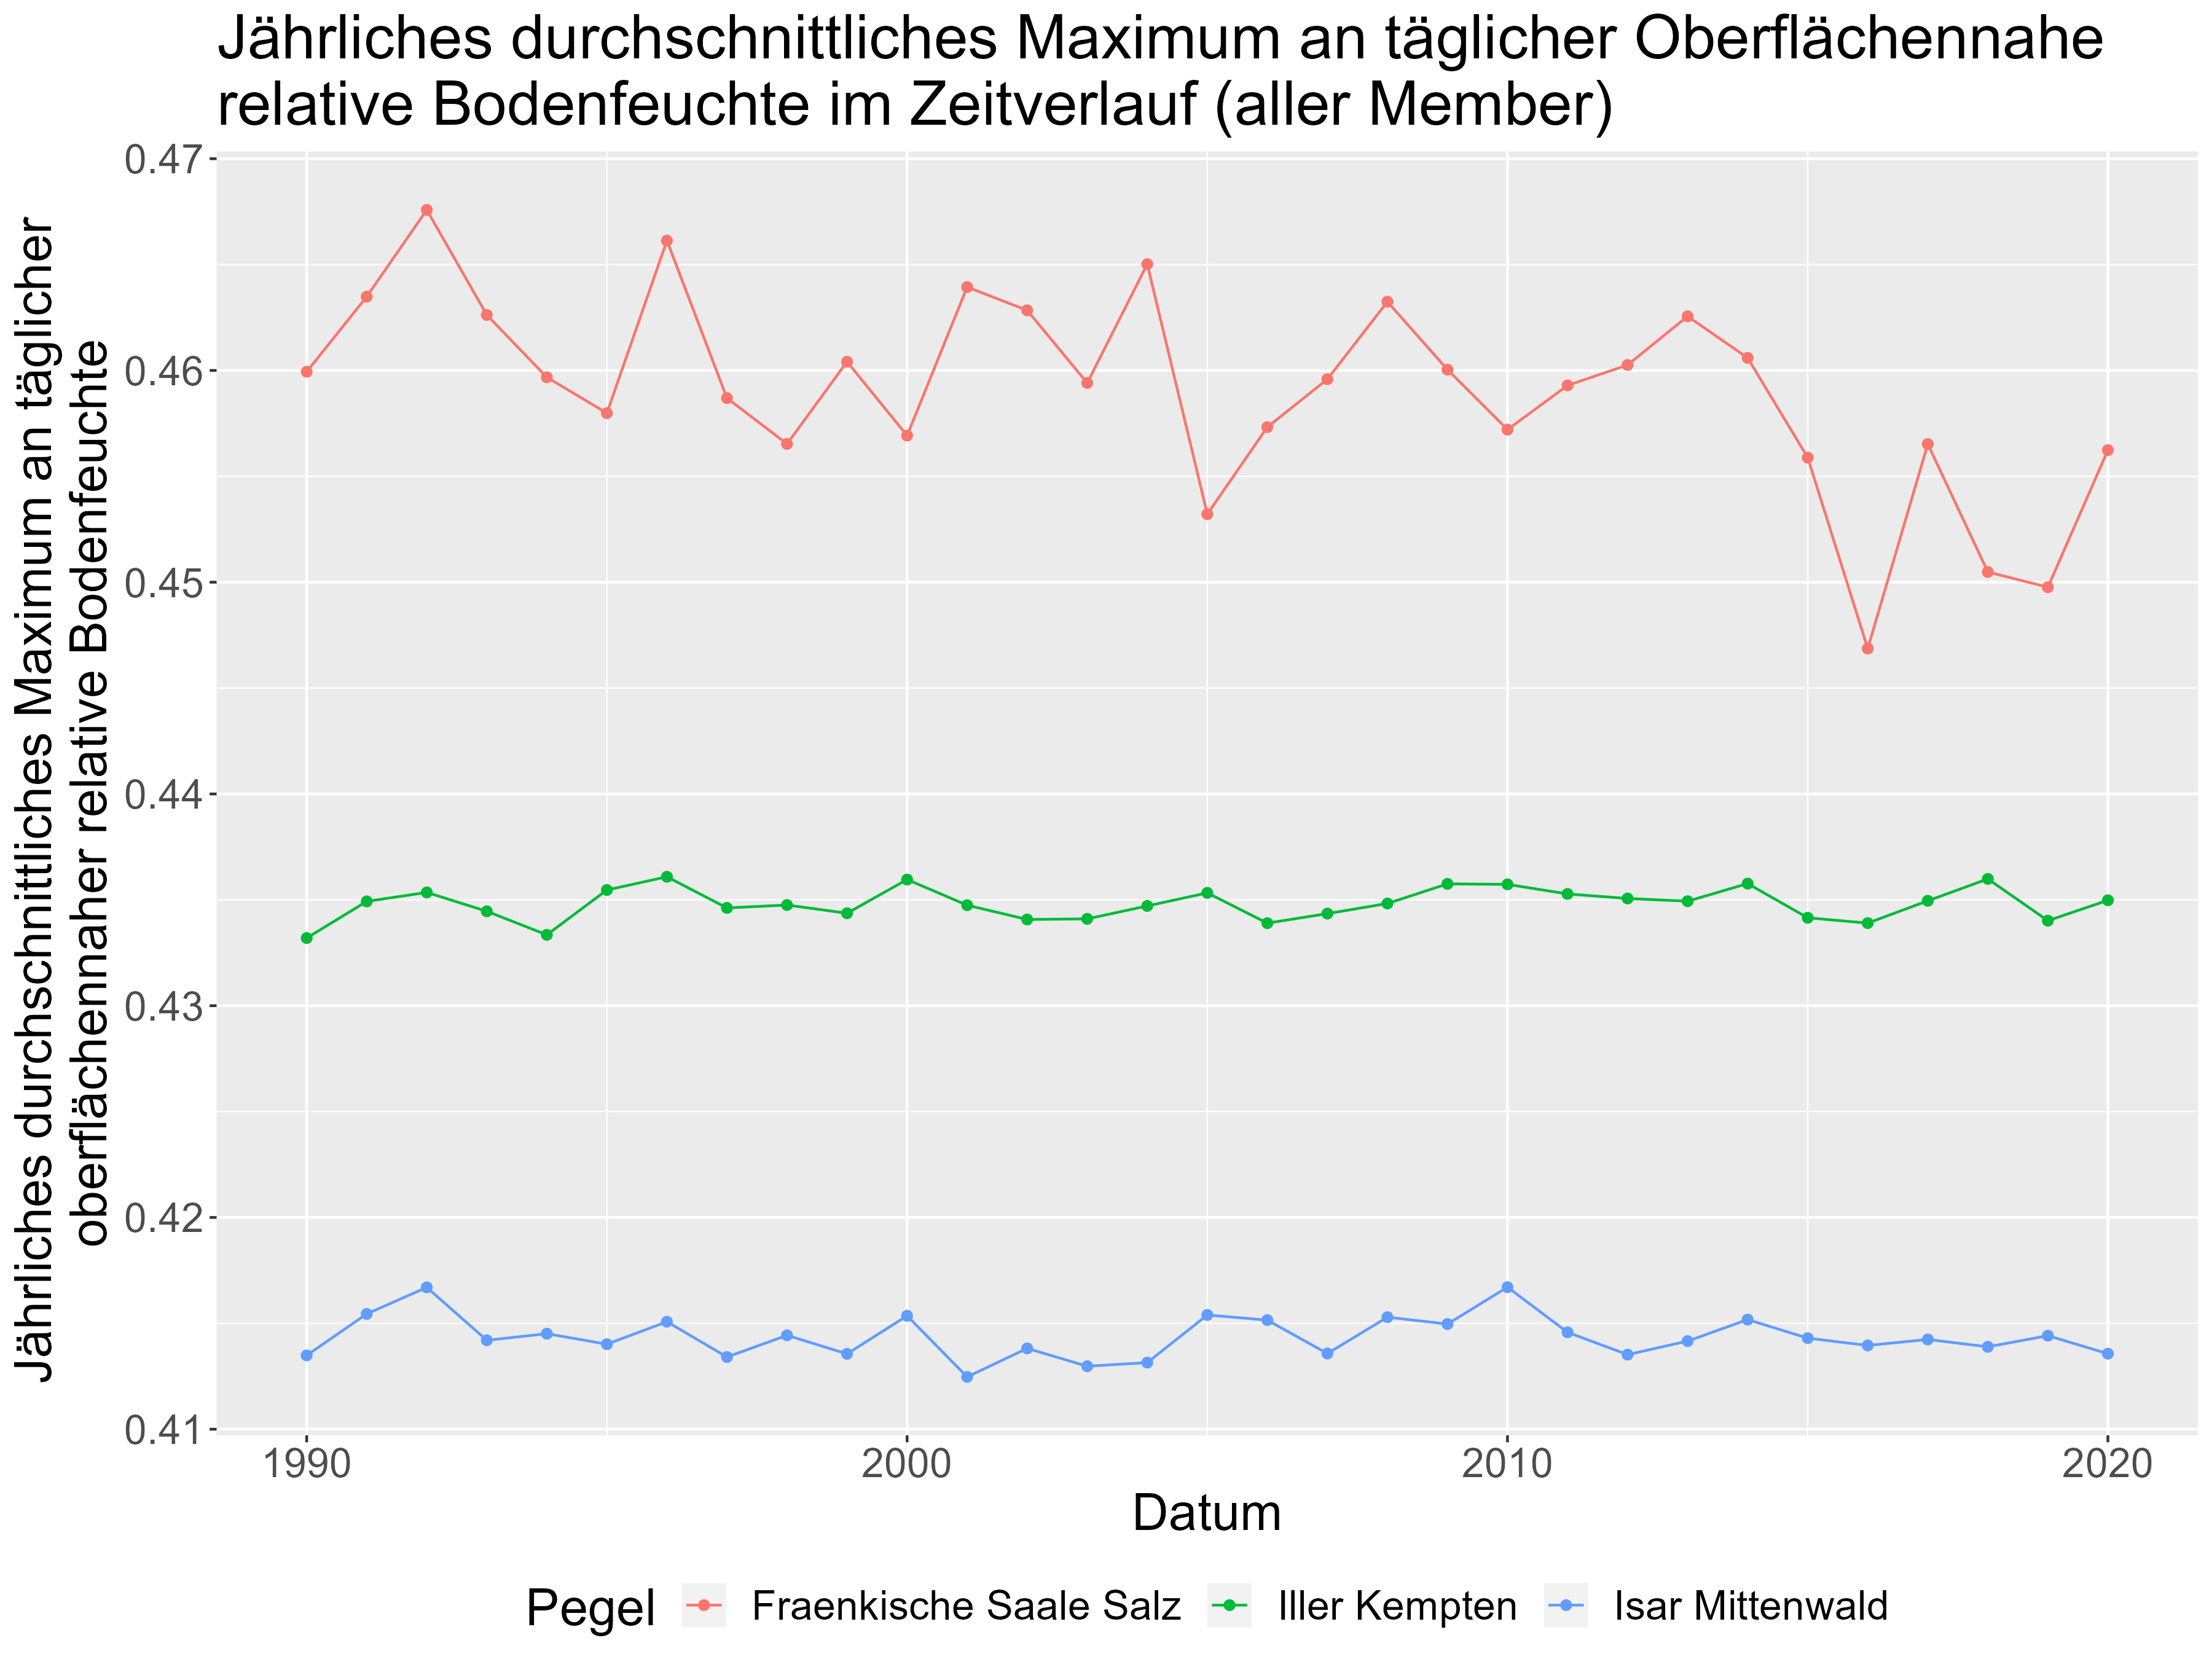 Jährliches durchschnittliches Maximum an täglicher Oberflächennahe
relative Bodenfeuchte im Zeitverlauf (aller Member)
Jährliches durchschnittliches Maximum an täglicher
oberflächennaher relative Bodenfeuchte
0.47
0.46
0.45
0.44
0.43
0.42
0.41
1990 2000 2010 2020
Datum
Pegel Fraenkische Saale Salz Iller Kempten Isar Mittenwald